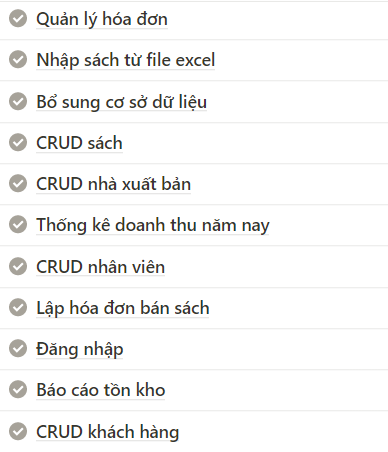 Quản lý hóa đơn
Nhập sách từ file excel
Bổ sung cơ sở dữ liệu
CRUD sách
CRUD nhà xuất bản
Thống kê doanh thu năm nay
CRUD nhân viên
Lập hóa đơn bán sách
Đăng nhập
Báo cáo tồn kho
CRUD khách hàng